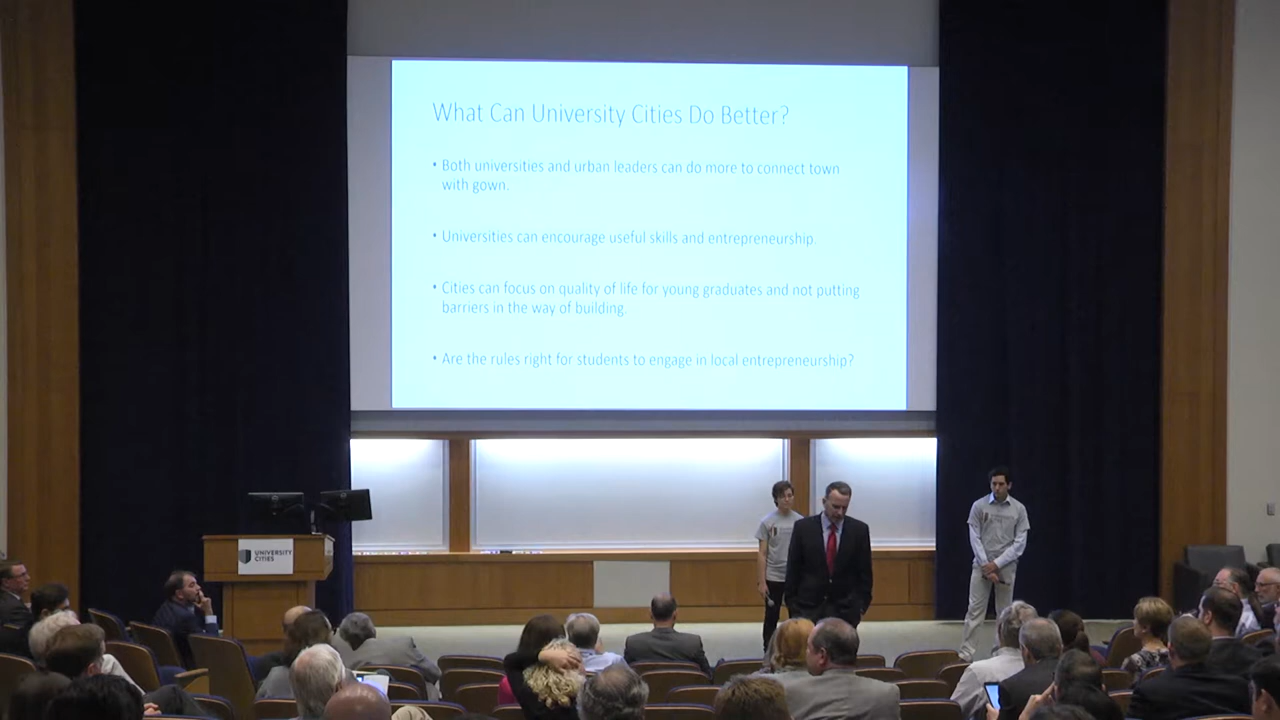 What Can University Cities Do Better?
• Both universities and urban leaders can do more to connect town
with gown.
• Universities can encourage useful skills and entrepreneurship.
• Cities can focus on quality of life for young graduates and not putting
barriers in the way of building.
• Are the rules right for students to engage in local entrepreneurship?
UNIVERSITY
CITIES